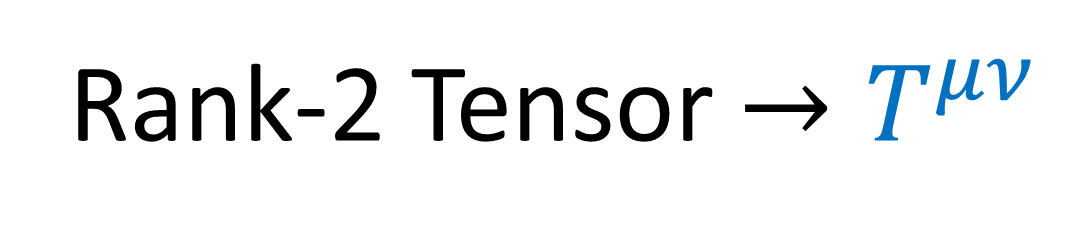 Rank-2 Tensor → T^{μν}